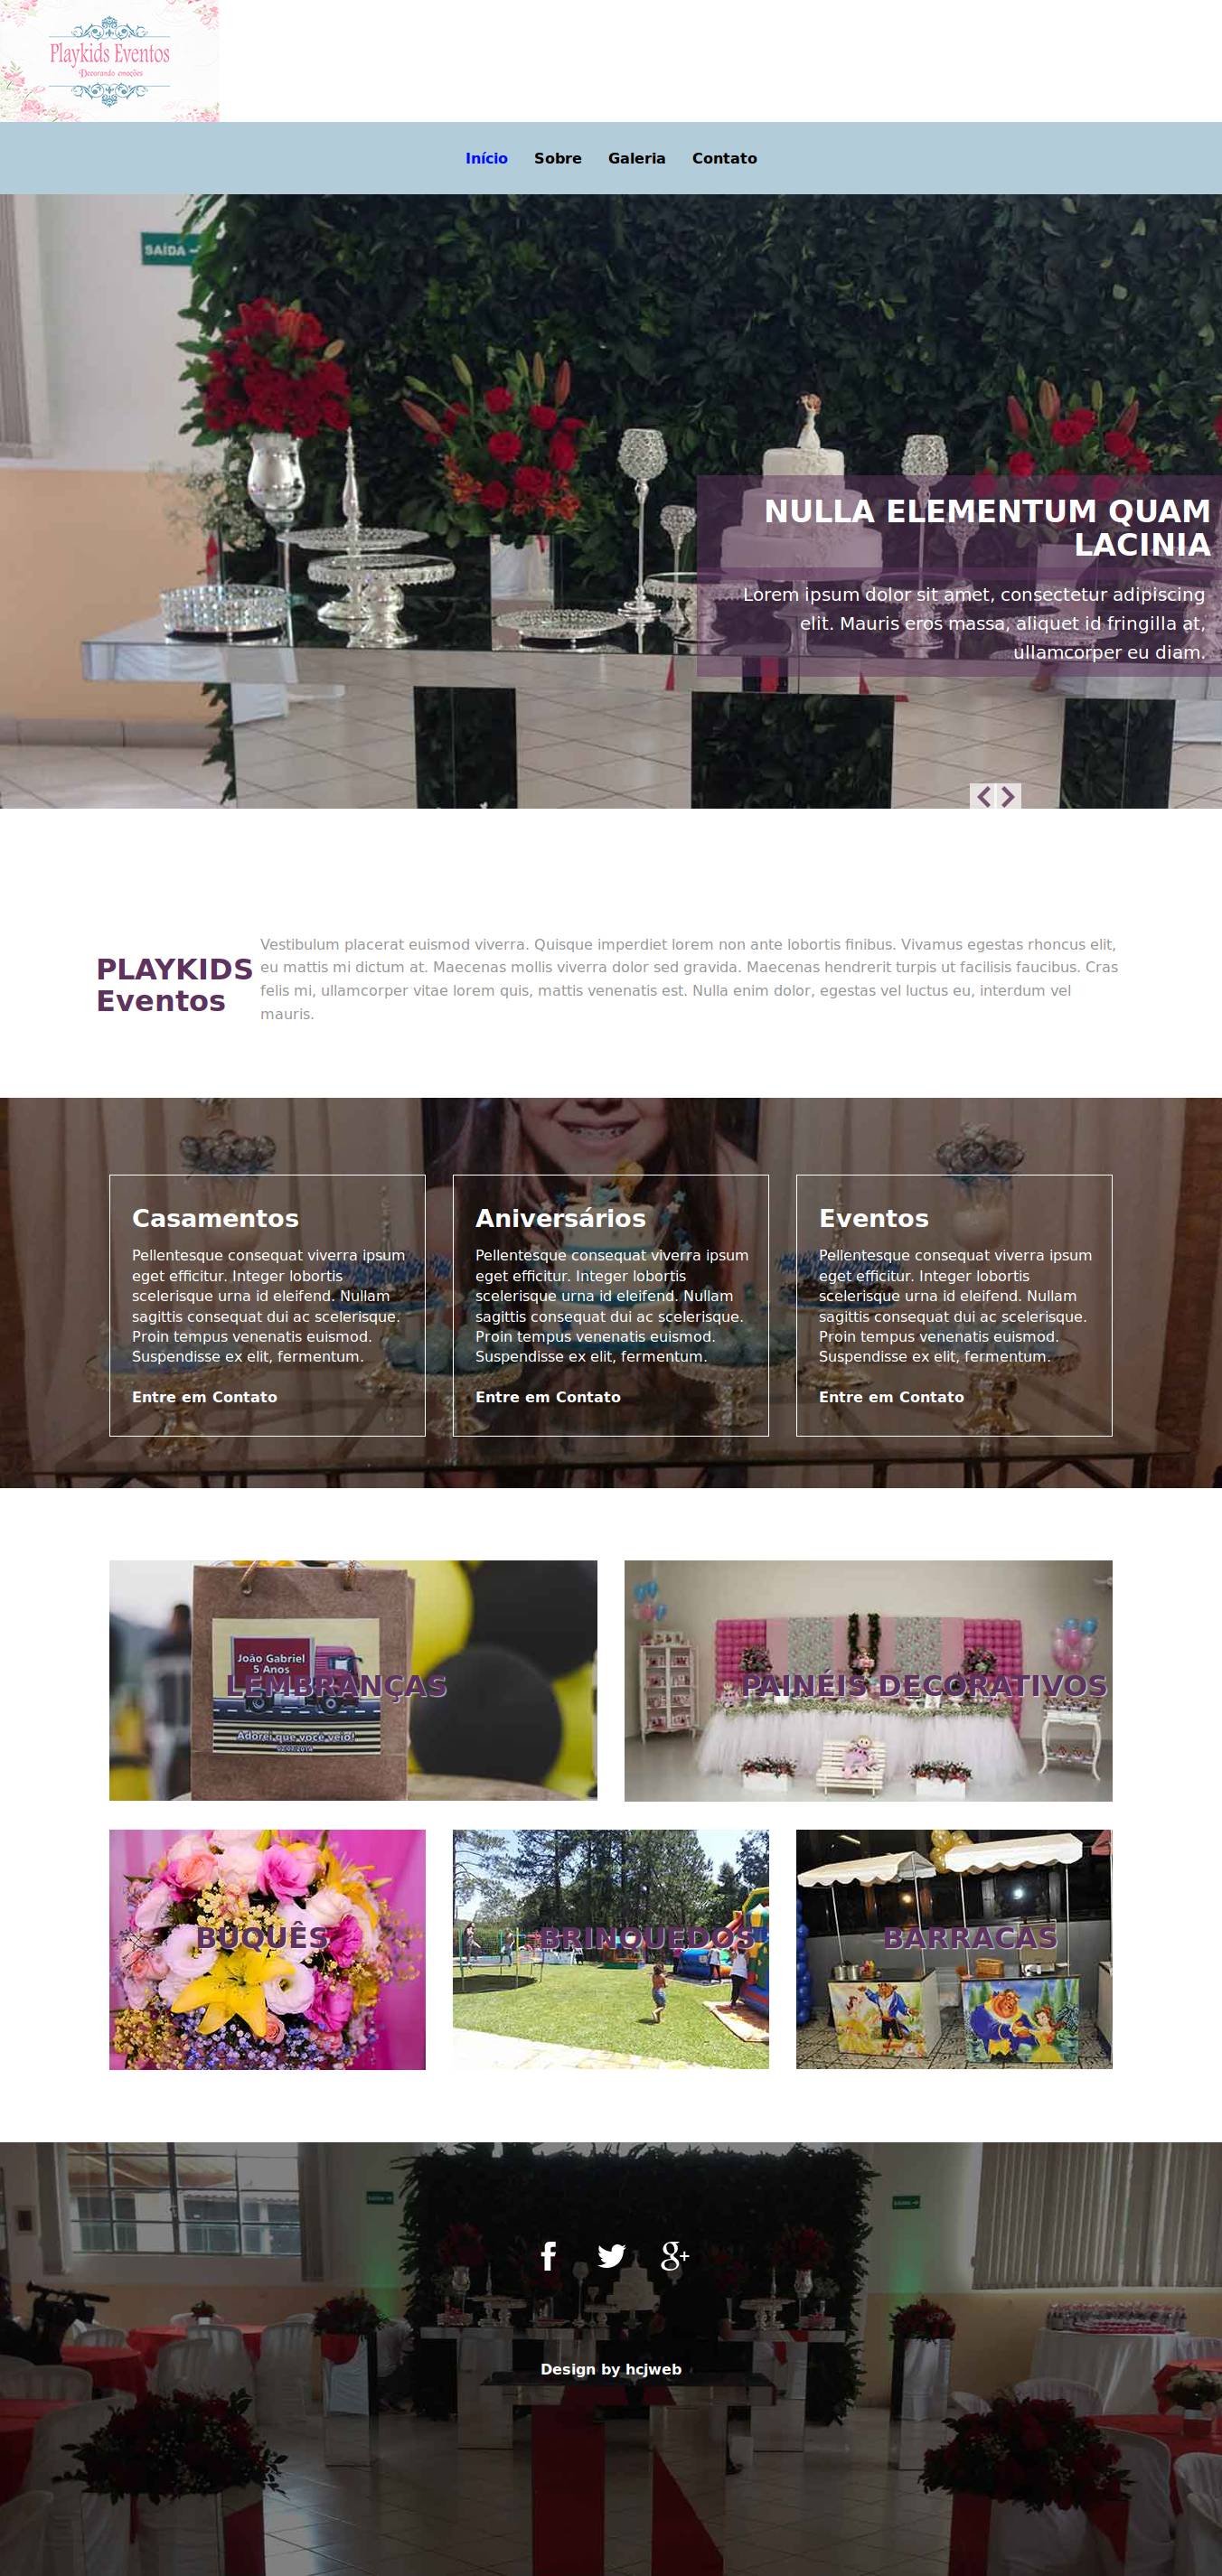 Playkids Eventos
Decorando emoções
Início Sobre Galeria Contato
SAÍDA
NULLA ELEMENTUM QUAM
LACINIA
Lorem ipsum dolor sit amet, consectetur adipiscing
elit. Mauris eros massa, aliquet id fringilla at,
ullamcorper eu diam.
PLAYKIDS
Eventos
Vestibulum placerat euismod viverra. Quisque imperdiet lorem non ante lobortis finibus. Vivamus egestas rhoncus elit,
eu mattis mi dictum at. Maecenas mollis viverra dolor sed gravida. Maecenas hendrerit turpis ut facilisis faucibus. Cras
felis mi, ullamcorper vitae lorem quis, mattis venenatis est. Nulla enim dolor, egestas vel luctus eu, interdum vel
mauris.
Casamentos
Pellentesque consequat viverra ipsum
eget efficitur. Integer lobortis
scelerisque urna id eleifend. Nullam
sagittis consequat dui ac scelerisque.
Proin tempus venenatis euismod.
Suspendisse ex elit, fermentum.
Entre em Contato
Aniversários
Pellentesque consequat viverra ipsum
eget efficitur. Integer lobortis
scelerisque urna id eleifend. Nullam
sagittis consequat dui ac scelerisque.
Proin tempus venenatis euismod.
Suspendisse ex elit, fermentum.
Entre em Contato
Eventos
Pellentesque consequat viverra ipsum
eget efficitur. Integer lobortis
scelerisque urna id eleifend. Nullam
sagittis consequat dui ac scelerisque.
Proin tempus venenatis euismod.
Suspendisse ex elit, fermentum.
Entre em Contato
João Gabriel
5 Anos
LEMBRANÇAS
Adorei que você veio!
PAINÉIS DECORATIVOS
BUQUÊS
BRINQUEDOS
BARRACAS
Design by hcjweb